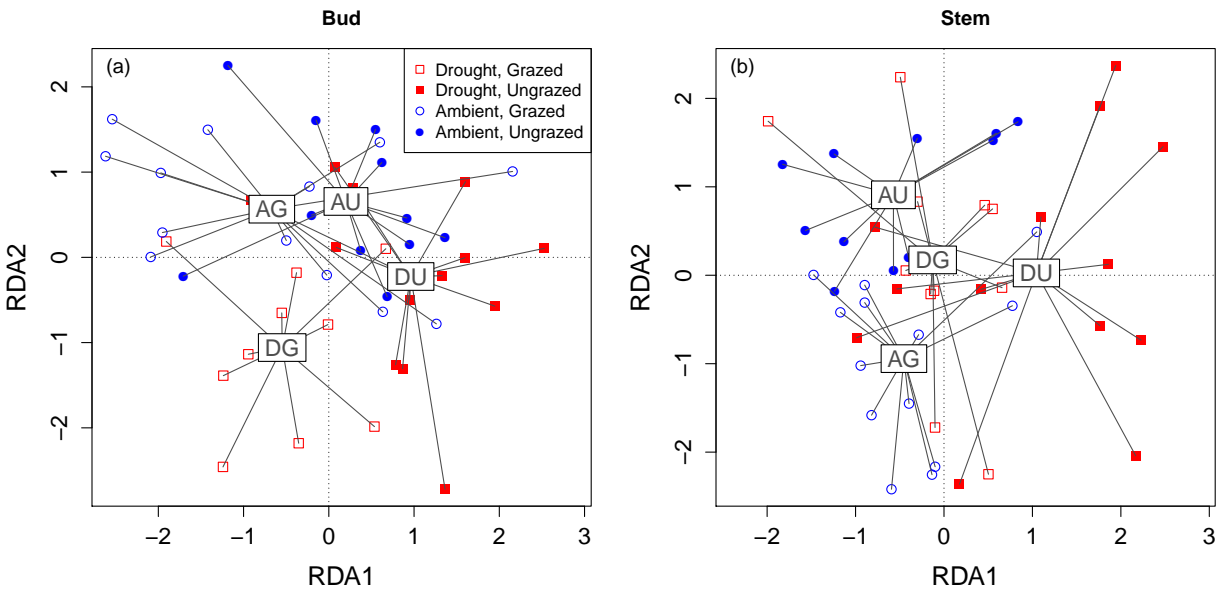 Bud
(a)
Drought, Grazed
Drought, Ungrazed
Ambient, Grazed
Ambient, Ungrazed
AG
AU
DU
DG
RDA2
2
1
0
−1
−2
−2 −1 0 1 2 3
RDA1
Stem
(b)
AU
DG
DU
AG
RDA2
2
1
0
−1
−2
−2 −1 0 1 2 3
RDA1